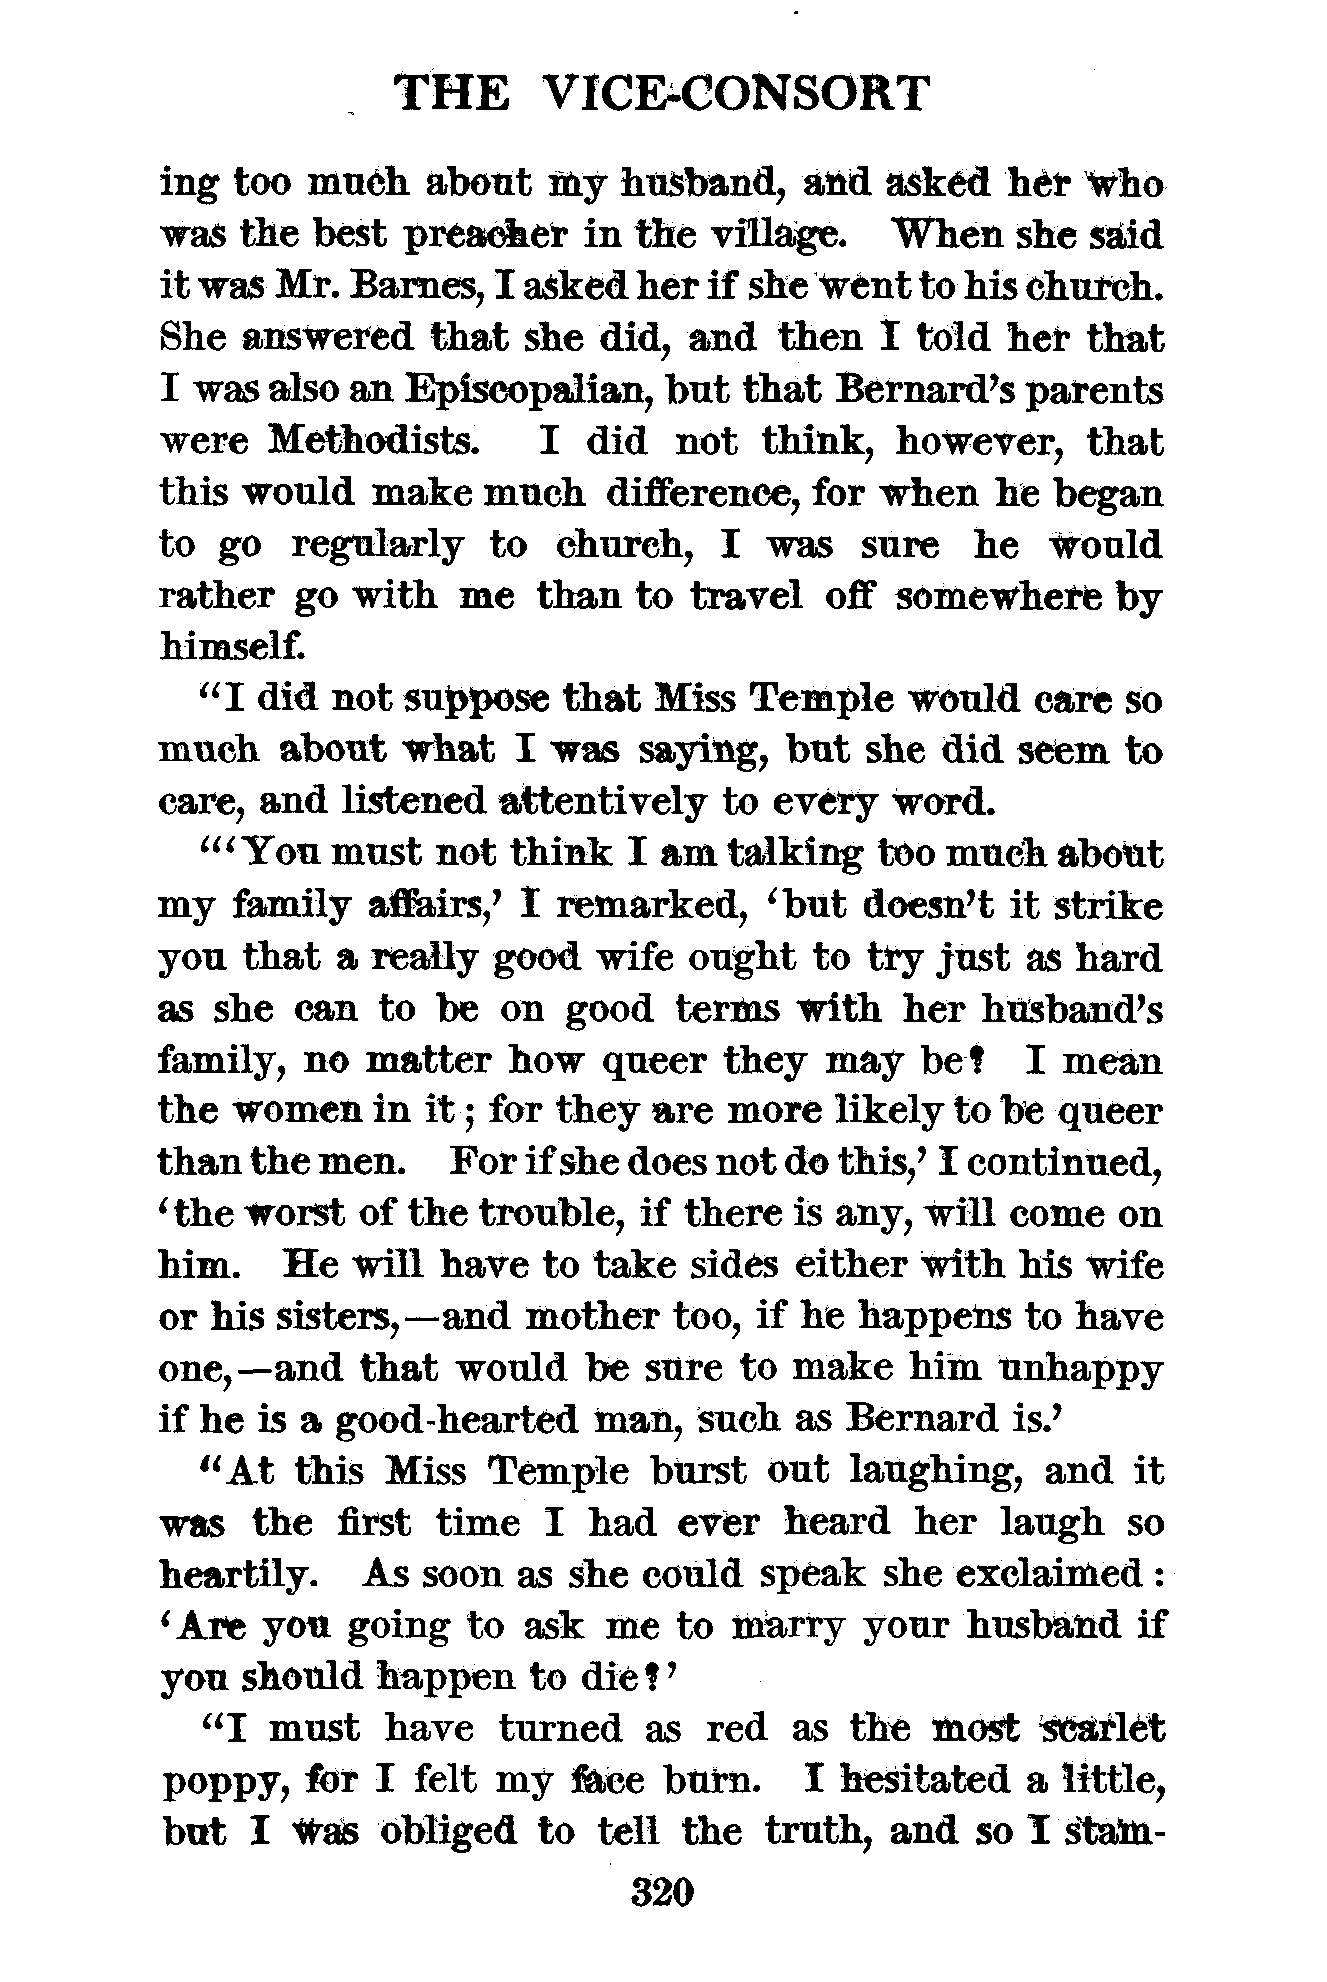 THE VICE-CONSORT
ing too much about my husband, and asked her who
was the best preacher in the village. When she said
it was Mr. Barnes, I asked her if she went to his church.
She answered that she did, and then I told her that
I was also an Episcopalian, but that Bernard's parents
were Methodists. I did not think, however, that
this would make much difference, for when he began
to go regularly to church, I was sure he would
rather go with me than to travel off somewhere by
himself.
"I did not suppose that Miss Temple would care so
much about what I was saying, but she did seem to
care, and listened attentively to every word.
"'You must not think I am talking too much about
my family affairs,' I remarked, 'but doesn't it strike
you that a really good wife ought to try just as hard
as she can to be on good terms with her husband's
family, no matter how queer they may be? I mean
the women in it; for they are more likely to be queer
than the men. For if she does not do this,' I continued,
'the worst of the trouble, if there is any, will come on
him. He will have to take sides either with his wife
or his sisters,—and mother too, if he happens to have
one,—and that would be sure to make him unhappy
if he is a good-hearted man, such as Bernard is.'
"At this Miss Temple burst out laughing, and it
was the first time I had ever heard her laugh so
heartily. As soon as she could speak she exclaimed:
'Are you going to ask me to marry your husband if
you should happen to die?'
"I must have turned as red as the most scarlet
poppy, for I felt my face burn. I hesitated a little,
but I was obliged to tell the truth, and so I stam-
320